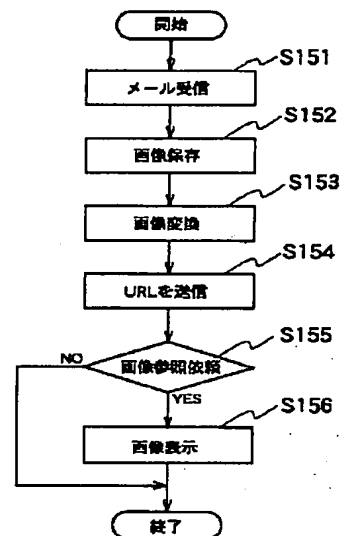 開始
S151
メール受信
S152
画像保存
S153
画像変換
S154
URLを送信
S155
NO
画像参照依頼
YES
S156
画像表示
終了